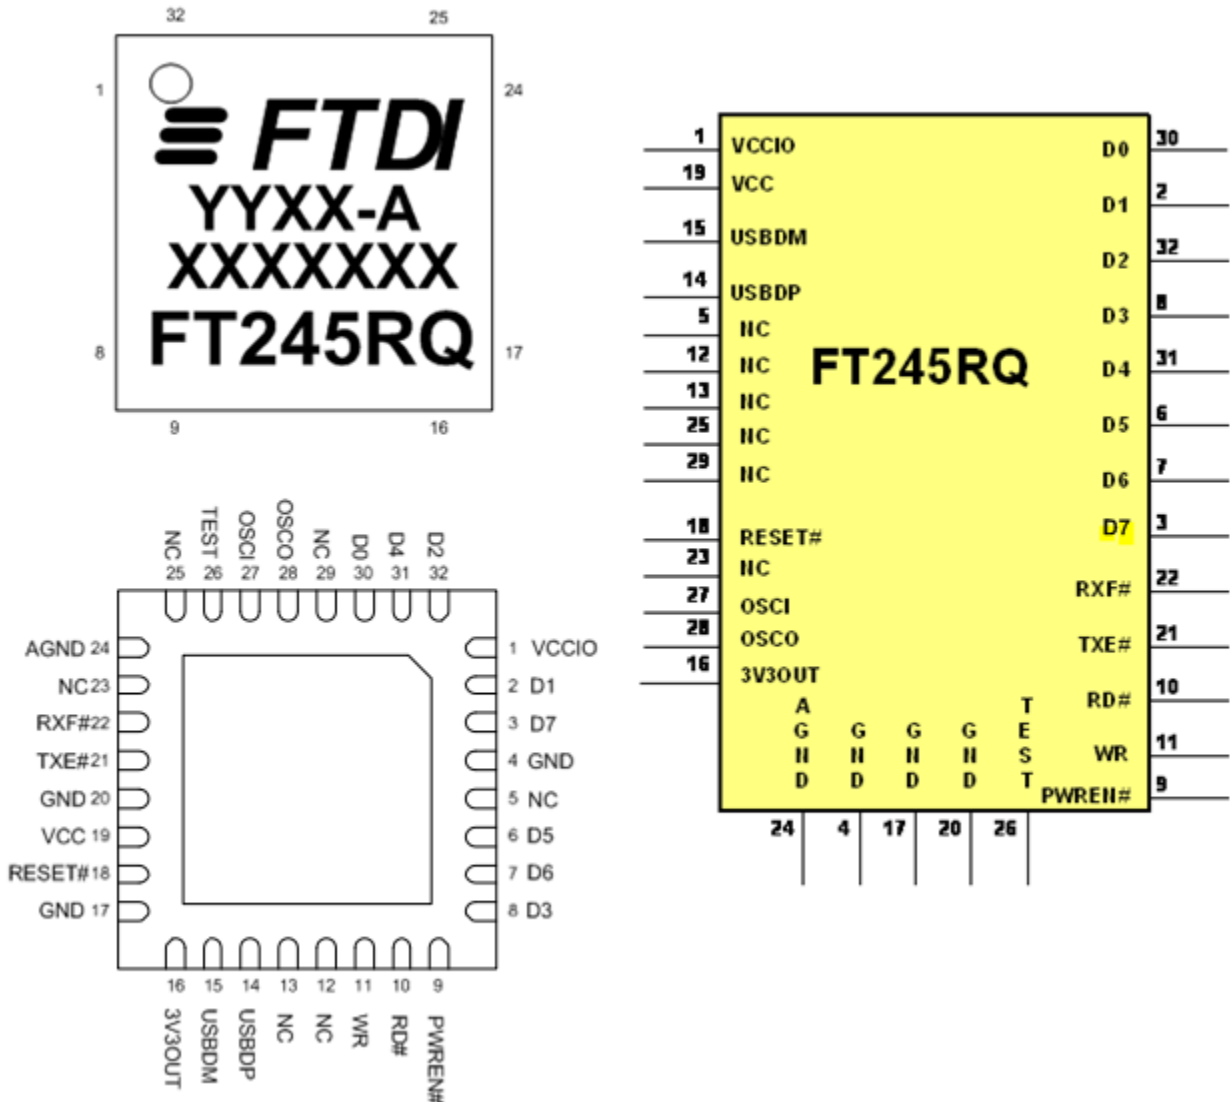 32 25
1 24
FTDI
YYXX-A
XXXXXXX
FT245RQ
8 17
9 16
NC 25
TEST 26
OSCI 27
OSCO 28
NC 29
D0 30
D4 31
D2 32
AGND 24
NC 23
RXF# 22
TXE# 21
GND 20
VCC 19
RESET# 18
GND 17
1 VCCIO
2 D1
3 D7
4 GND
5 NC
6 D5
7 D6
8 D3
16 3V3OUT
15 USBDM
14 USBDP
13 NC
12 NC
11 WR
10 RD#
9 PWREN#
FT245RQ
1 VCCIO
19 VCC
15 USBDM
14 USBDP
5 NC
12 NC
13 NC
25 NC
29 NC
18 RESET#
23 NC
27 OSCI
28 OSCO
16 3V3OUT
D0 30
D1 2
D2 32
D3 8
D4 31
D5 6
D6 7
D7 3
RXF# 22
TXE# 21
RD# 10
WR 11
PWREN# 9
AGND 24
GND 4
GND 17
GND 20
TEST 26